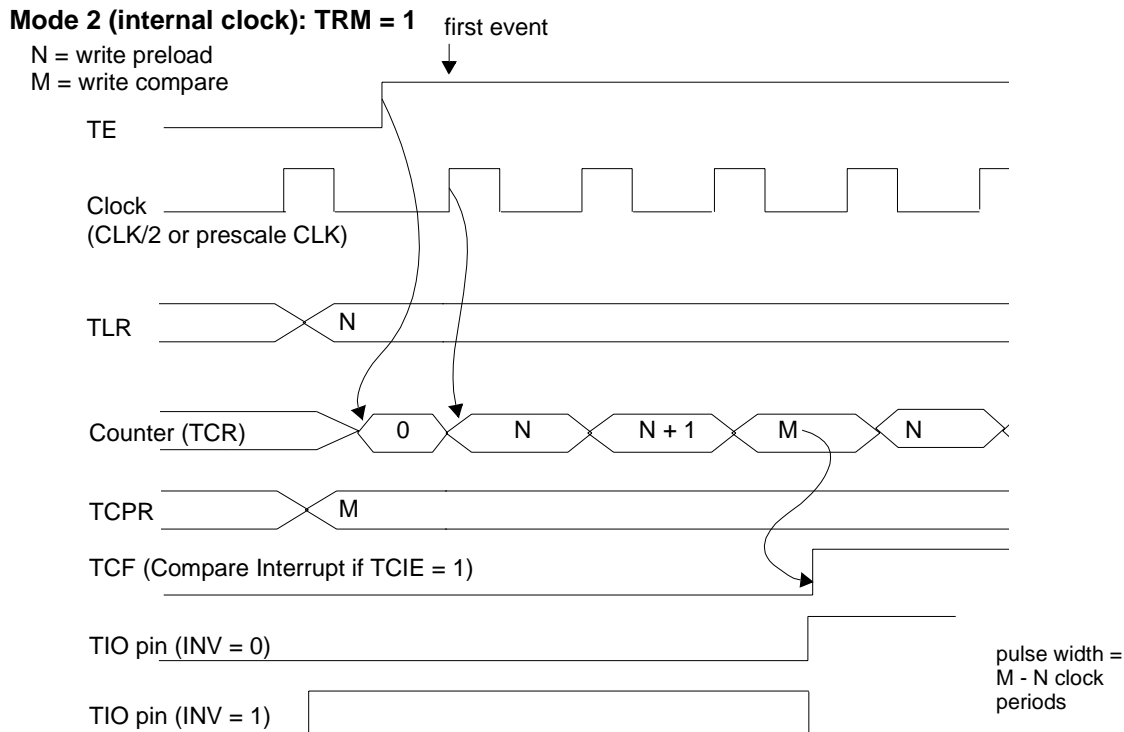 Mode 2 (internal clock): TRM = 1
first event
N = write preload
M = write compare
TE
Clock
(CLK/2 or prescale CLK)
TLR
N
Counter (TCR)
0
N
N + 1
M
N
TCPR
M
TCF (Compare Interrupt if TCIE = 1)
TIO pin (INV = 0)
pulse width =
M - N clock
periods
TIO pin (INV = 1)